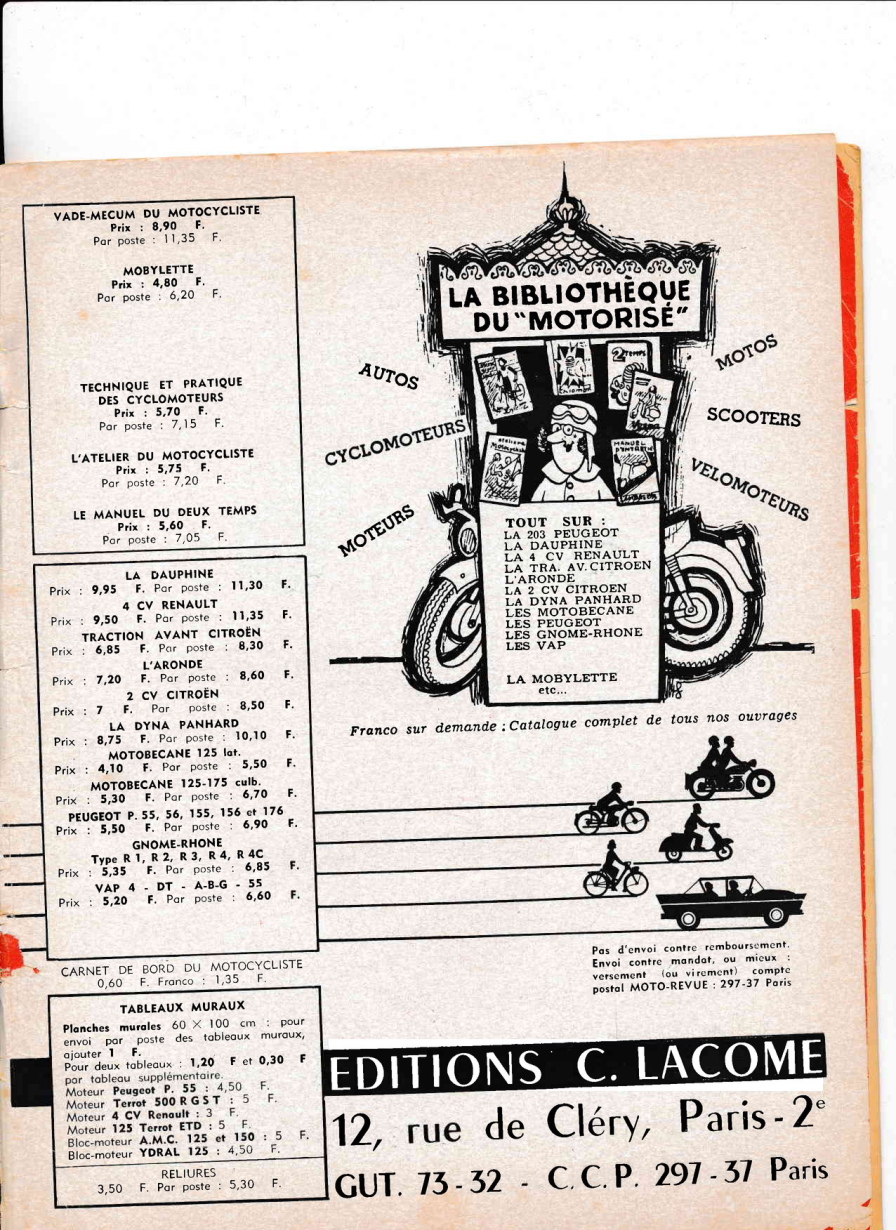 VADE-MECUM DU MOTOCYCLISTE
Prix : 8,90 F.
Par poste : 11,35 F.
MOBYLETTE
Prix : 4,80 F.
Par poste : 6,20 F.
TECHNIQUE ET PRATIQUE
DES CYCLOMOTEURS
Prix : 5,70 F.
Par poste : 7,15 F.
L'ATELIER DU MOTOCYCLISTE
Prix : 5,75 F.
Par poste : 7,20 F.
LE MANUEL DU DEUX TEMPS
Prix : 5,60 F.
Par poste : 7,05 F.
LA DAUPHINE
Prix : 9,95 F. Par poste : 11,30 F.
4 CV RENAULT
Prix : 9,50 F. Par poste : 11,35 F.
TRACTION AVANT CITROËN
Prix : 6,85 F. Par poste : 8,30 F.
L'ARONDE
Prix : 7,20 F. Par poste : 8,60 F.
2 CV CITROËN
Prix : 7 F. Par poste : 8,50 F.
LA DYNA PANHARD
Prix : 8,75 F. Par poste : 10,10 F.
MOTOBECANE 125 lat.
Prix : 4,10 F. Par poste : 5,50 F.
MOTOBECANE 125-175 culb.
Prix : 5,30 F. Par poste : 6,70 F.
PEUGEOT P. 55, 56, 155, 156 et 176
Prix : 5,50 F. Par poste : 6,90 F.
GNOME-RHONE
Type R 1, R 2, R 3, R 4, R 4C
Prix : 5,35 F. Par poste : 6,85 F.
VAP 4 - DT - A-B-G - 55
Prix : 5,20 F. Par poste : 6,60 F.
CARNET DE BORD DU MOTOCYCLISTE
0,60 F. Franco : 1,35 F.
TABLEAUX MURAUX
Planches murales 60 X 100 cm : pour
envoi par poste des tableaux muraux,
ajouter 1 F.
Pour deux tableaux : 1,20 F et 0,30 F
par tableau supplémentaire.
Moteur Peugeot P. 55 : 4,50 F.
Moteur Terrot 500 R G S T : 5 F.
Moteur 4 CV Renault : 3 F.
Moteur 125 Terrot ETD : 5 F.
Bloc-moteur A.M.C. 125 et 150 : 5 F.
Bloc-moteur YDRAL 125 : 4,50 F.
RELIURES
3,50 F. Par poste : 5,30 F.
LA BIBLIOTHÈQUE
DU "MOTORISÉ"
AUTOS
CYCLOMOTEURS
MOTEURS
MOTOS
SCOOTERS
VELOMOTEURS
2 TEMPS
MANUEL
D'ENTRETIEN
TOUT SUR :
LA 203 PEUGEOT
LA DAUPHINE
LA 4 CV RENAULT
LA TRA. AV. CITROEN
L'ARONDE
LA 2 CV CITROEN
LA DYNA PANHARD
LES MOTOBECANE
LES PEUGEOT
LES GNOME-RHONE
LES VAP
LA MOBYLETTE
etc...
Franco sur demande : Catalogue complet de tous nos ouvrages
Pas d'envoi contre remboursement.
Envoi contre mandat, ou mieux :
versement (ou virement) compte
postal MOTO-REVUE : 297-37 Paris
EDITIONS C. LACOME
12, rue de Cléry, Paris-2e
GUT. 73-32 - C.C.P. 297-37 Paris